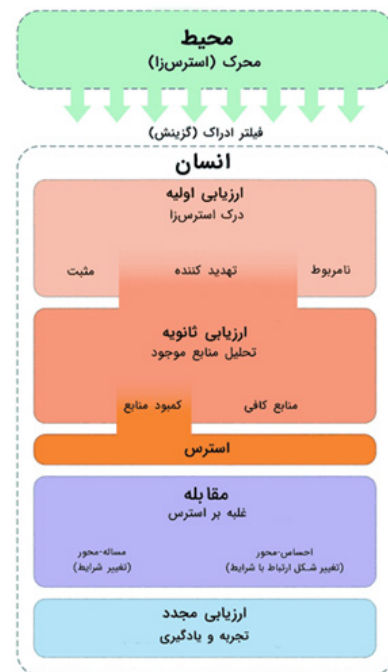 محیط
محرک (استرس‌زا)
فیلتر ادراک (گزینش)
انسان
ارزیابی اولیه
درک استرس‌زا
نامربوط
تهدید کننده
مثبت
ارزیابی ثانویه
تحلیل منابع موجود
منابع کافی
کمبود منابع
استرس
مقابله
غلبه بر استرس
احساس-محور
(تغییر شکل ارتباط با شرایط)
مساله-محور
(تغییر شرایط)
ارزیابی مجدد
تجربه و یادگیری